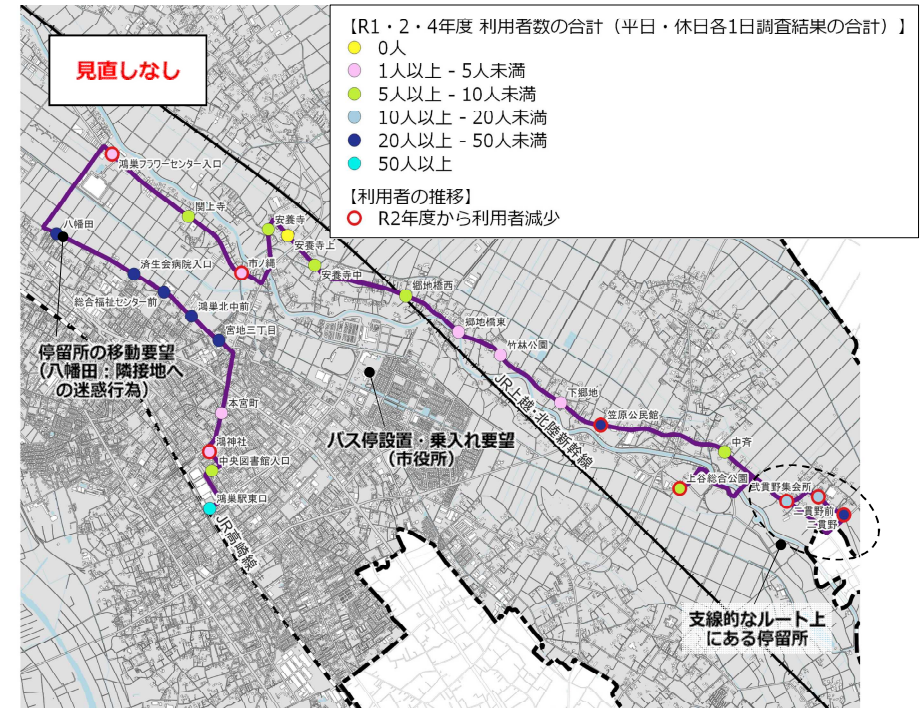 見直しなし
【R1・2・4年度 利用者数の合計（平日・休日各1日調査結果の合計）】
0人
1人以上 - 5人未満
5人以上 - 10人未満
10人以上 - 20人未満
20人以上 - 50人未満
50人以上
【利用者の推移】
R2年度から利用者減少
鴻巣フラワーセンター入口
関上寺
安養寺
八幡田
安養寺上
済生会病院入口
市ノ縄
安養寺中
総合福祉センター前
郷地橋西
鴻巣北中前
宮地三丁目
郷地橋東
竹林公園
停留所の移動要望
（八幡田：隣接地へ
の迷惑行為）
JR上越・北陸新幹線
下郷地
本宮町
笠原公民館
バス停設置・乗入れ要望
（市役所）
中斉
鴻神社
中央図書館入口
上谷総合公園
弐貫野集会所
鴻巣駅東口
二貫野前
二貫野
JR高崎線
支線的なルート上
にある停留所